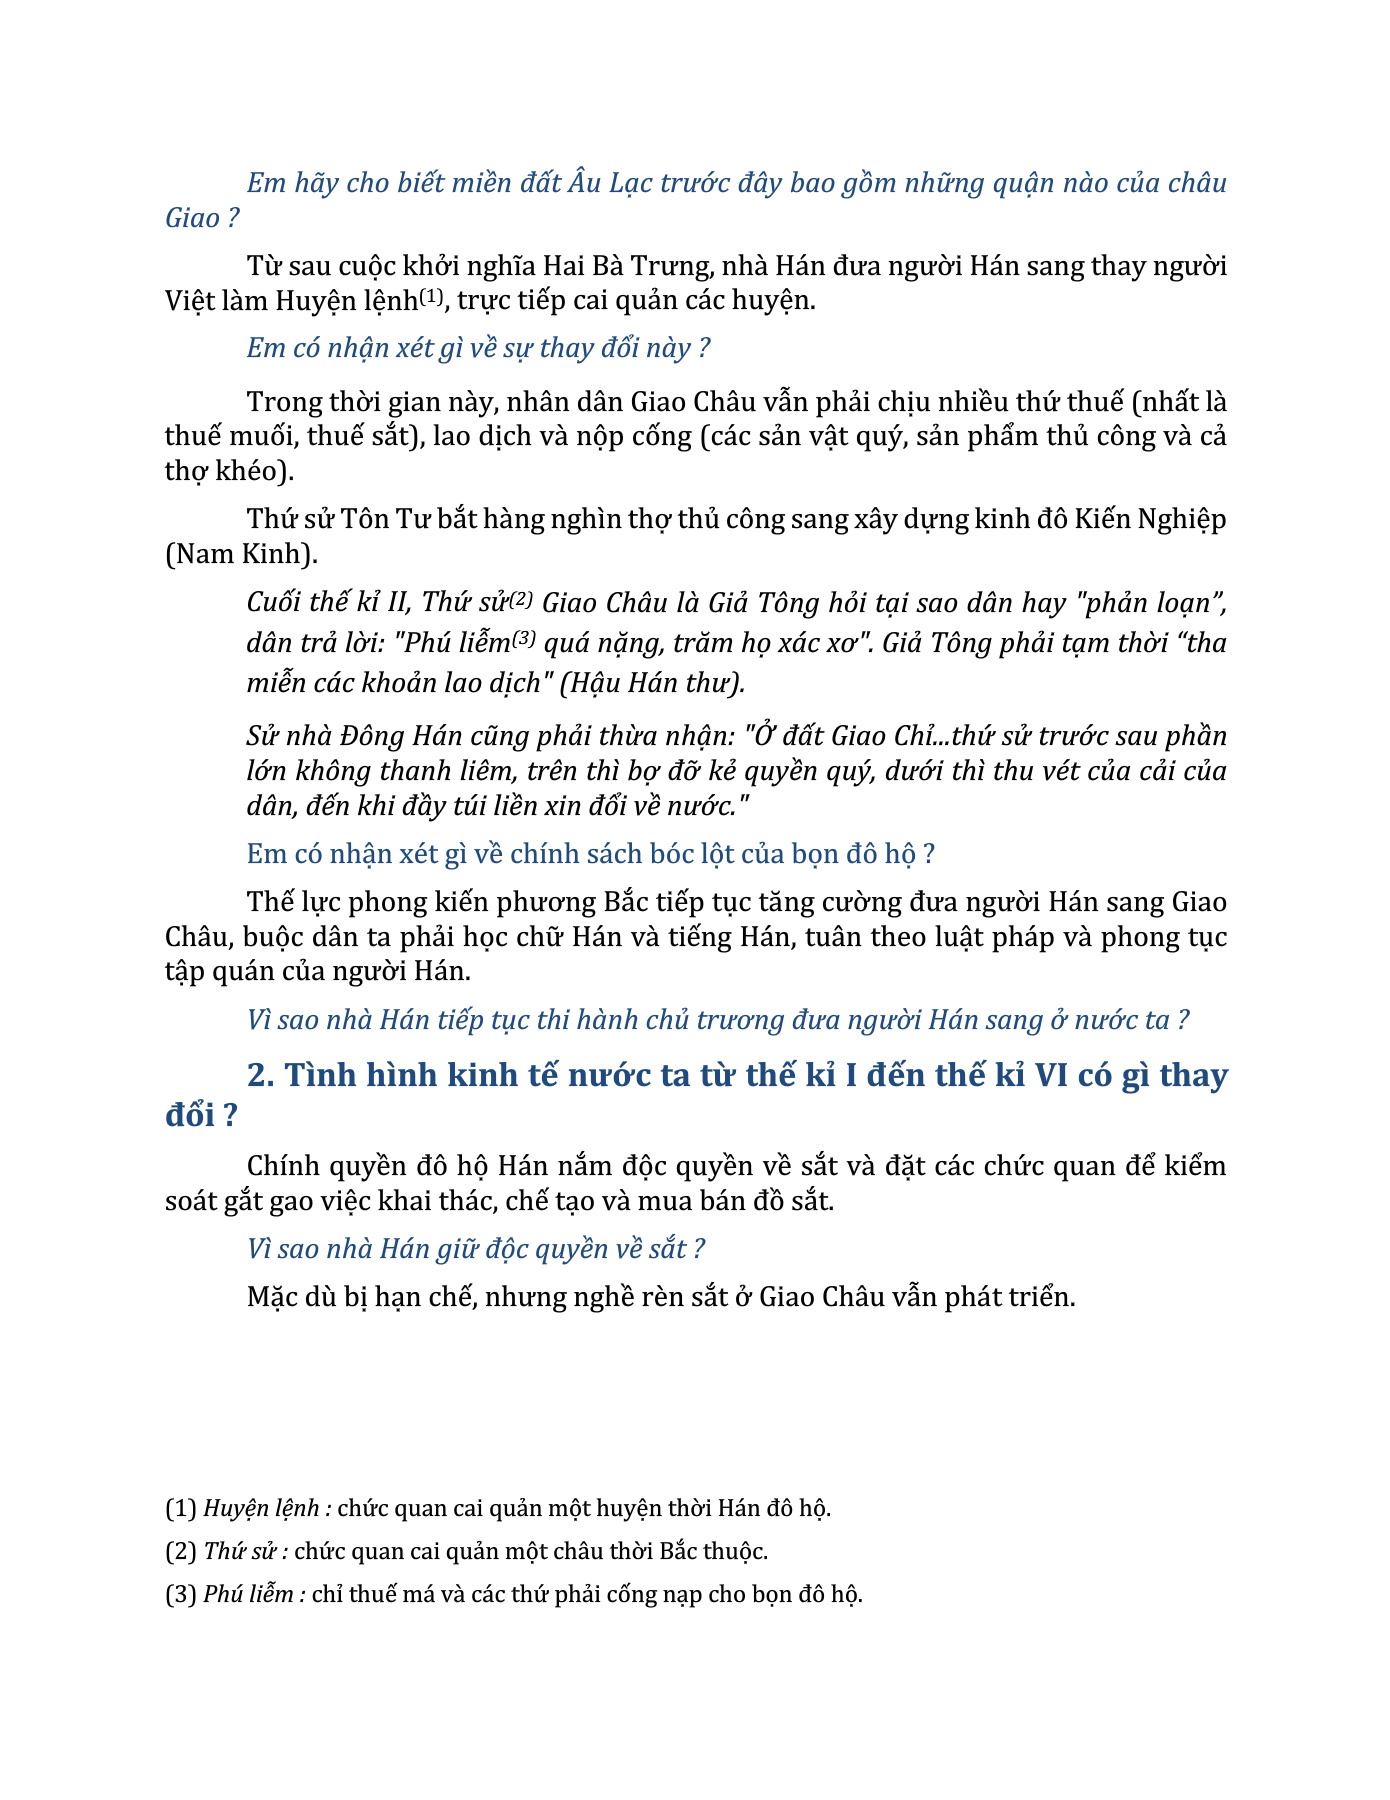 Em hãy cho biết miền đất Âu Lạc trước đây bao gồm những quận nào của châu
Giao ?
Từ sau cuộc khởi nghĩa Hai Bà Trưng, nhà Hán đưa người Hán sang thay người
Việt làm Huyện lệnh(1), trực tiếp cai quản các huyện.
Em có nhận xét gì về sự thay đổi này ?
Trong thời gian này, nhân dân Giao Châu vẫn phải chịu nhiều thứ thuế (nhất là
thuế muối, thuế sắt), lao dịch và nộp cống (các sản vật quý, sản phẩm thủ công và cả
thợ khéo).
Thứ sử Tôn Tư bắt hàng nghìn thợ thủ công sang xây dựng kinh đô Kiến Nghiệp
(Nam Kinh).
Cuối thế kỉ II, Thứ sử(2) Giao Châu là Giả Tông hỏi tại sao dân hay "phản loạn”,
dân trả lời: "Phú liễm(3) quá nặng, trăm họ xác xơ". Giả Tông phải tạm thời “tha
miễn các khoản lao dịch" (Hậu Hán thư).
Sử nhà Đông Hán cũng phải thừa nhận: "Ở đất Giao Chỉ...thứ sử trước sau phần
lớn không thanh liêm, trên thì bợ đỡ kẻ quyền quý, dưới thì thu vét của cải của
dân, đến khi đầy túi liền xin đổi về nước."
Em có nhận xét gì về chính sách bóc lột của bọn đô hộ ?
Thế lực phong kiến phương Bắc tiếp tục tăng cường đưa người Hán sang Giao
Châu, buộc dân ta phải học chữ Hán và tiếng Hán, tuân theo luật pháp và phong tục
tập quán của người Hán.
Vì sao nhà Hán tiếp tục thi hành chủ trương đưa người Hán sang ở nước ta ?
2. Tình hình kinh tế nước ta từ thế kỉ I đến thế kỉ VI có gì thay
đổi ?
Chính quyền đô hộ Hán nắm độc quyền về sắt và đặt các chức quan để kiểm
soát gắt gao việc khai thác, chế tạo và mua bán đồ sắt.
Vì sao nhà Hán giữ độc quyền về sắt ?
Mặc dù bị hạn chế, nhưng nghề rèn sắt ở Giao Châu vẫn phát triển.
(1) Huyện lệnh : chức quan cai quản một huyện thời Hán đô hộ.
(2) Thứ sử : chức quan cai quản một châu thời Bắc thuộc.
(3) Phú liễm : chỉ thuế má và các thứ phải cống nạp cho bọn đô hộ.